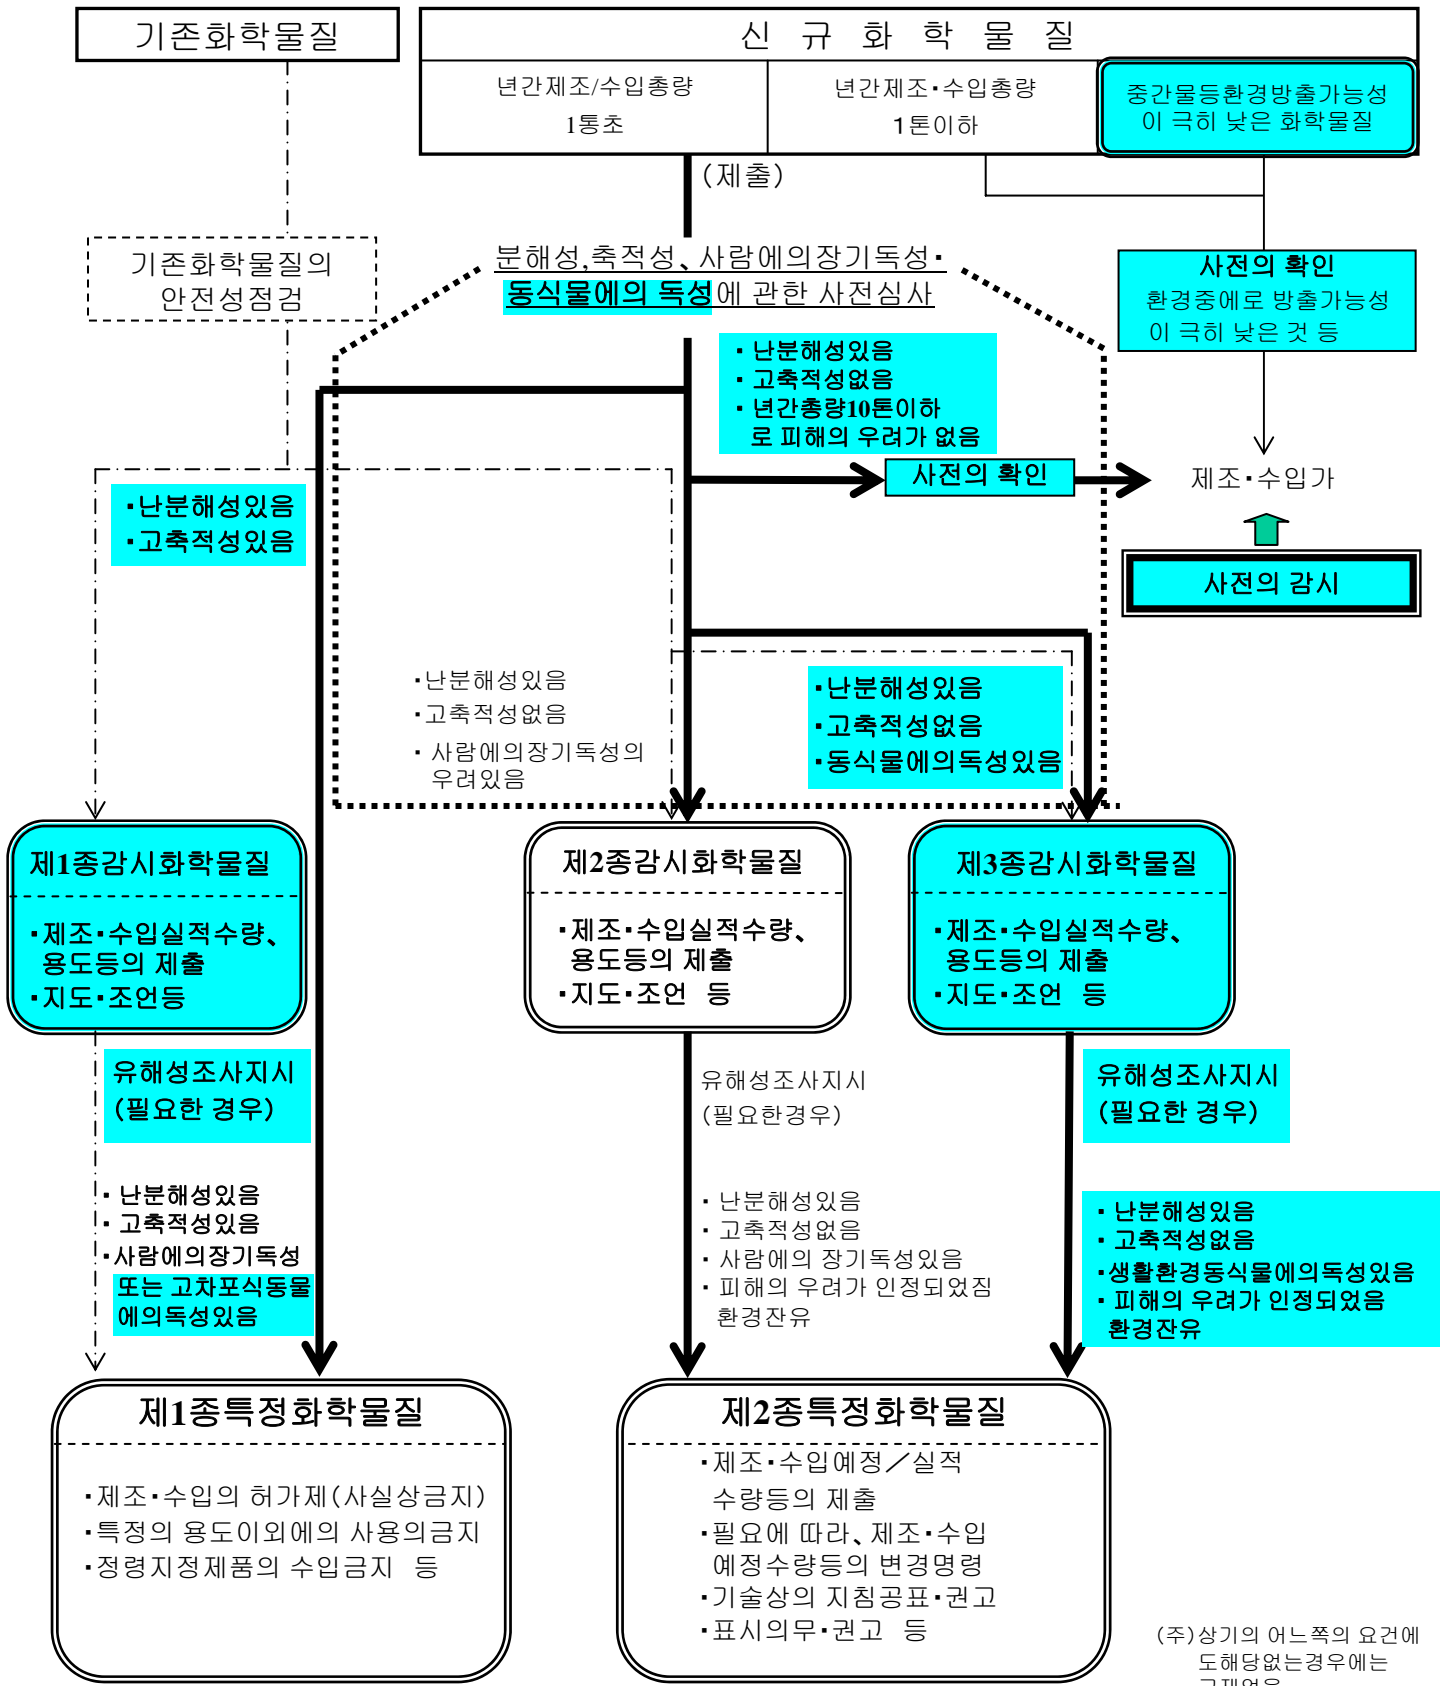 기존화학물질
신 규 화 학 물 질
년간제조/수입총량
1통초
년간제조･수입총량
1톤이하
중간물등환경방출가능성
이 극히 낮은 화학물질
(제출)
기존화학물질의
안전성점검
분해성,축적성、사람에의장기독성･
동식물에의 독성에 관한 사전심사
사전의 확인
환경중에로 방출가능성
이 극히 낮은 것 등
･ 난분해성있음
･ 고축적성없음
･ 년간총량10톤이하
로 피해의 우려가 없음
사전의 확인
제조･수입가
･난분해성있음
･고축적성있음
사전의 감시
･난분해성있음
･고축적성없음
･ 사람에의장기독성의
우려있음
･난분해성있음
･고축적성없음
･동식물에의독성있음
제1종감시화학물질
･제조･수입실적수량、
용도등의 제출
･지도･조언등
제2종감시화학물질
･제조･수입실적수량、
용도등의 제출
･지도･조언 등
제3종감시화학물질
･제조･수입실적수량、
용도등의 제출
･지도･조언 등
유해성조사지시
(필요한 경우)
유해성조사지시
(필요한경우)
유해성조사지시
(필요한 경우)
･ 난분해성있음
･ 고축적성있음
･사람에의장기독성
또는 고차포식동물
에의독성있음
･ 난분해성있음
･ 고축적성없음
･ 사람에의 장기독성있음
･ 피해의 우려가 인정되었짐
환경잔유
･ 난분해성있음
･ 고축적성없음
･생활환경동식물에의독성있음
･ 피해의 우려가 인정되었음
환경잔유
제1종특정화학물질
･제조･수입의 허가제(사실상금지)
･특정의 용도이외에의 사용의금지
･정령지정제품의 수입금지 등
제2종특정화학물질
･제조･수입예정／실적
수량등의 제출
･필요에 따라、제조･수입
예정수량등의 변경명령
･기술상의 지침공표･권고
･표시의무･권고 등
(주)상기의 어느쪽의 요건에
도해당없는경우에는